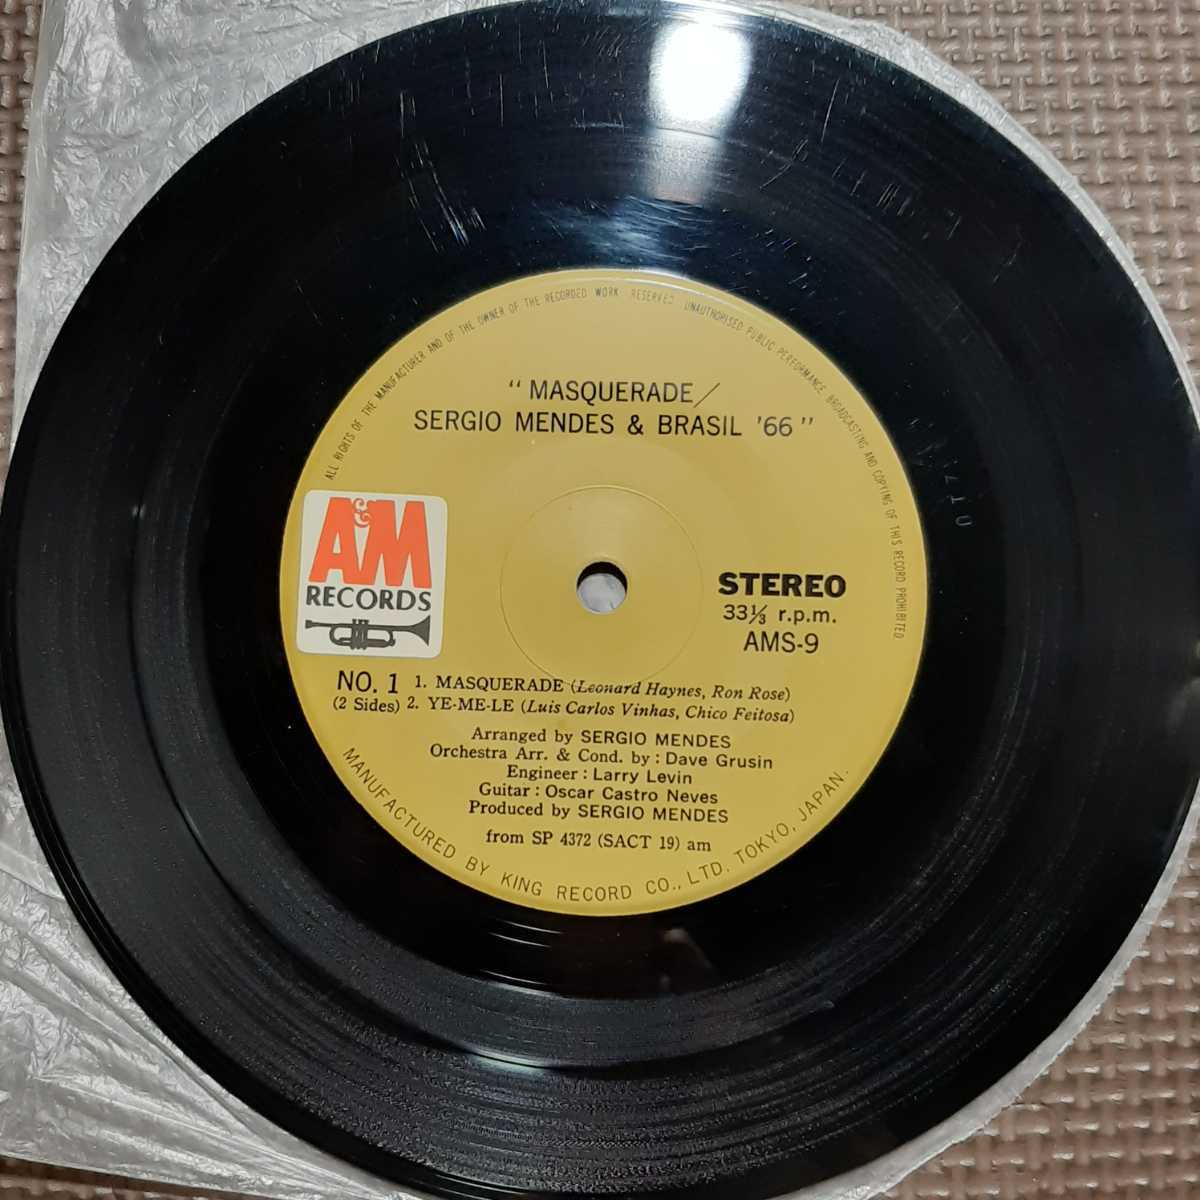 ALL RIGHTS OF THE MANUFACTURER AND OF THE OWNER OF THE RECORDED WORK RESERVED UNAUTHORISED PUBLIC PERFORMANCE BROADCASTING AND COPYING OF THIS RECORD PROHIBITED
"MASQUERADE/
SERGIO MENDES & BRASIL '66"
A&M
RECORDS
STEREO
33⅓ r.p.m.
AMS-9
NO. 1 1. MASQUERADE (Leonard Haynes, Ron Rose)
(2 Sides) 2. YE-ME-LE (Luis Carlos Vinhas, Chico Feitosa)
Arranged by SERGIO MENDES
Orchestra Arr. & Cond. by : Dave Grusin
Engineer : Larry Levin
Guitar : Oscar Castro Neves
Produced by SERGIO MENDES
from SP 4372 (SACT 19) am
MANUFACTURED BY KING RECORD CO., LTD. TOKYO, JAPAN.